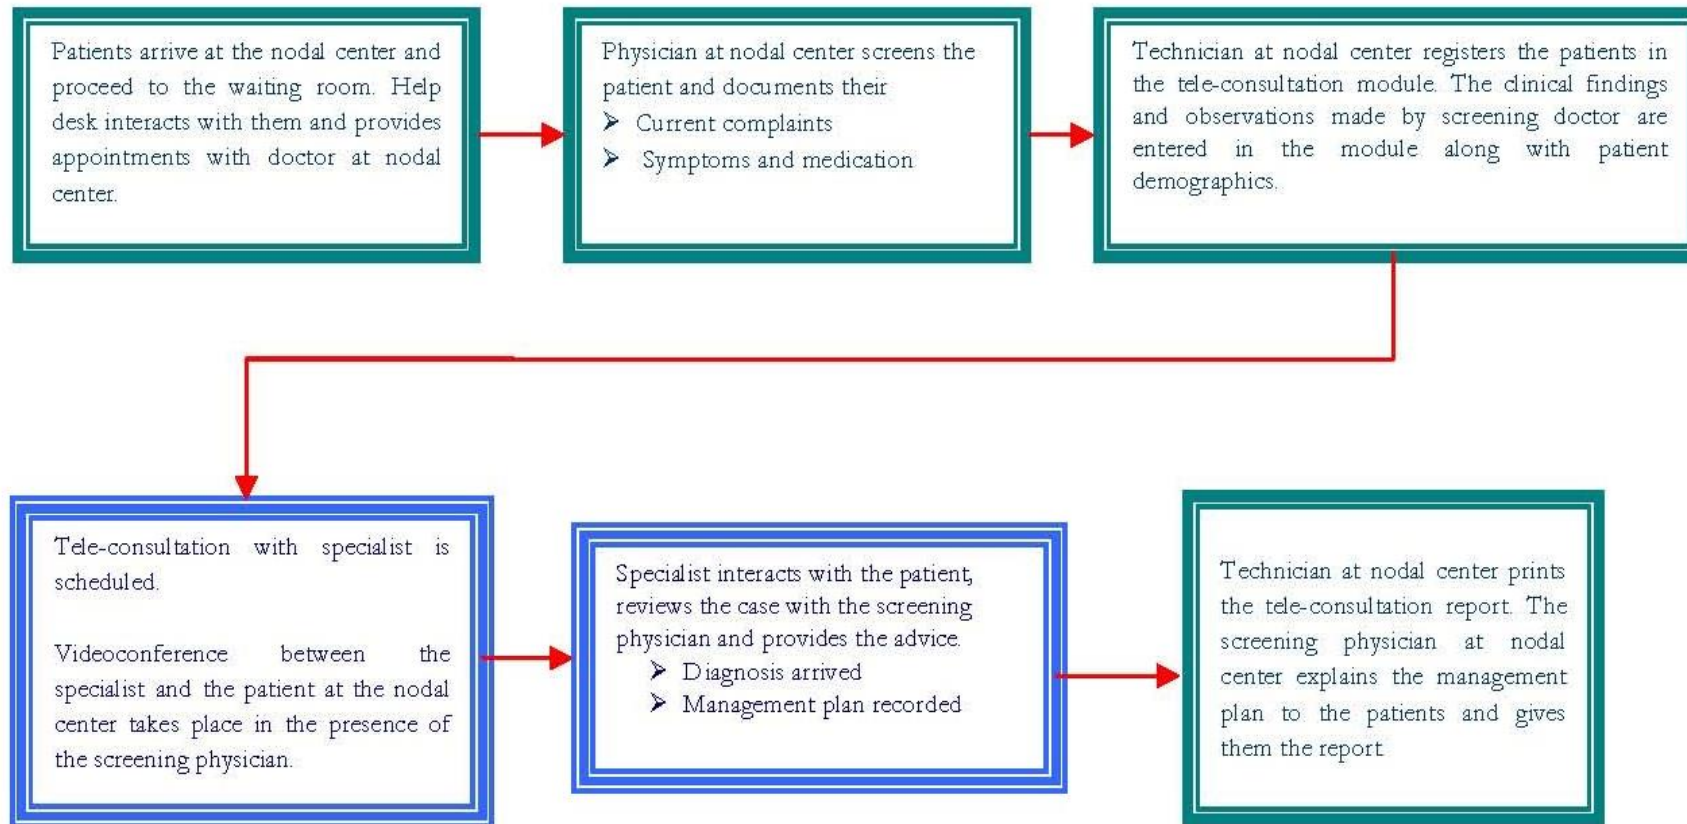 Patients arrive at the nodal center and
proceed to the waiting room. Help
desk interacts with them and provides
appointments with doctor at nodal
center.
Physician at nodal center screens the
patient and documents their
➤ Current complaints
➤ Symptoms and medication
Technician at nodal center registers the patients in
the tele-consultation module. The clinical findings
and observations made by screening doctor are
entered in the module along with patient
demographics.
Tele-consultation with specialist is
scheduled.
Videoconference between the
specialist and the patient at the nodal
center takes place in the presence of
the screening physician.
Specialist interacts with the patient,
reviews the case with the screening
physician and provides the advice.
➤ Diagnosis arrived
➤ Management plan recorded
Technician at nodal center prints
the tele-consultation report. The
screening physician at nodal
center explains the management
plan to the patients and gives
them the report